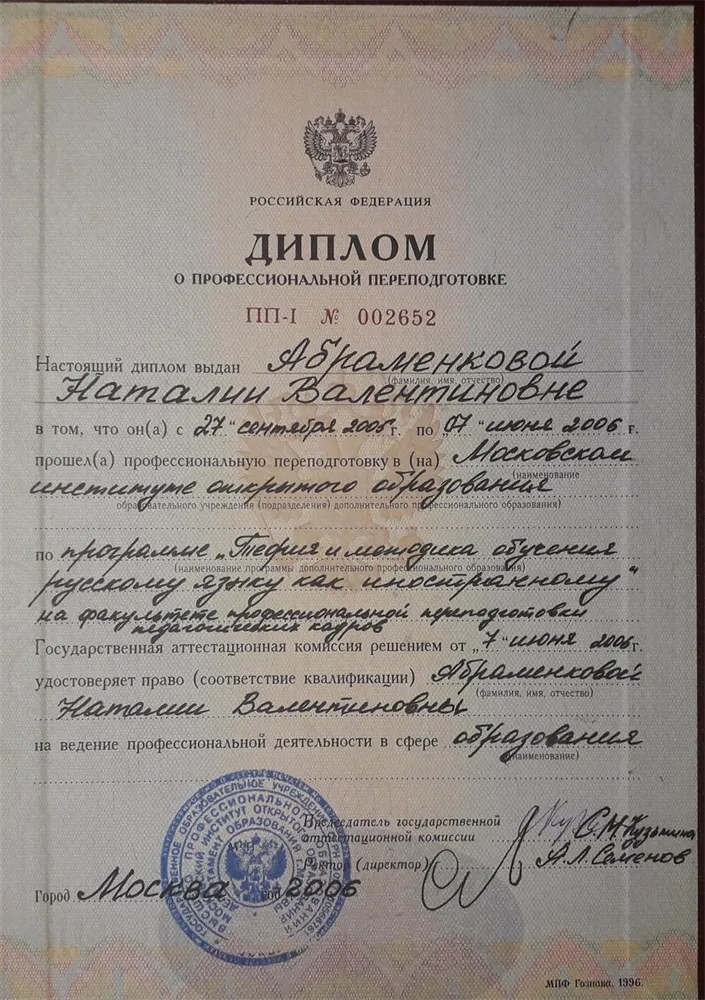 РОССИЙСКАЯ ФЕДЕРАЦИЯ
ДИПЛОМ
О ПРОФЕССИОНАЛЬНОЙ ПЕРЕПОДГОТОВКЕ
ПП-I № 002652
Настоящий диплом выдан Абраменковой
(фамилия, имя, отчество)
Наталии Валентиновне
в том, что он(а) с „27“ сентября 2005 г. по „07“ июня 2006 г.
прошел(а) профессиональную переподготовку в (на) Московском
(наименование
институте открытого образования
образовательного учреждения (подразделения) дополнительного профессионального образования)
по программе „Теория и методика обучения
(наименование программы дополнительного профессионального образования)
русскому языку как иностранному“
на факультете профессиональной переподготовки
педагогических кадров
Государственная аттестационная комиссия решением от „7“ июня 2006 г.
удостоверяет право (соответствие квалификации) Абраменковой
(фамилия, имя, отчество)
Наталии Валентиновны
на ведение профессиональной деятельности в сфере образования
(наименование)
Председатель государственной
аттестационной комиссии С.М. Кузьмина
Ректор (директор) А.Л. Семенов
Город Москва год 2006
МПФ Гознака, 1996.